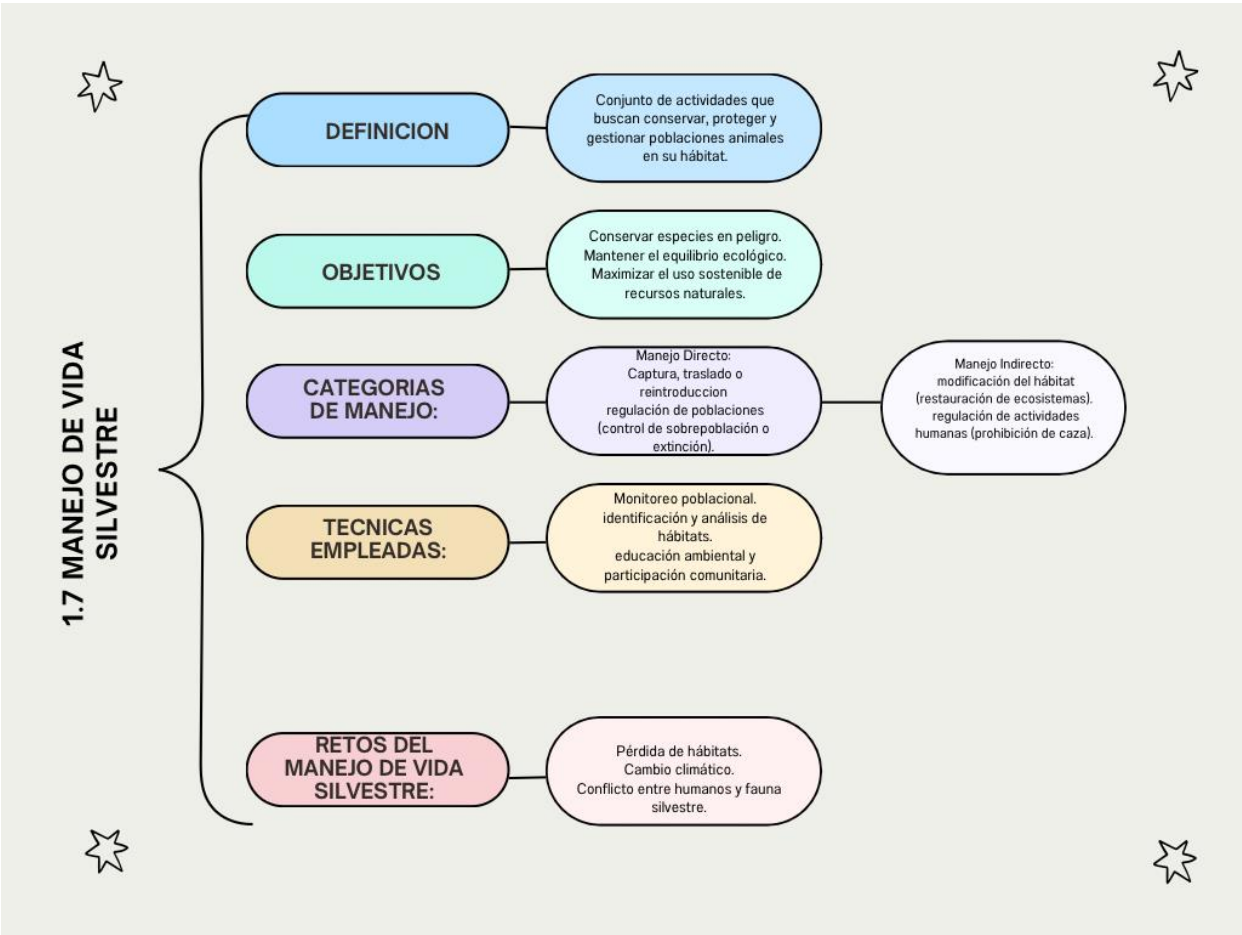 1.7 MANEJO DE VIDA
SILVESTRE
DEFINICION
Conjunto de actividades que
buscan conservar, proteger y
gestionar poblaciones animales
en su hábitat.
OBJETIVOS
Conservar especies en peligro.
Mantener el equilibrio ecológico.
Maximizar el uso sostenible de
recursos naturales.
CATEGORIAS
DE MANEJO:
Manejo Directo:
Captura, traslado o
reintroduccion
regulación de poblaciones
(control de sobrepoblación o
extinción).
Manejo Indirecto:
modificación del hábitat
(restauración de ecosistemas).
regulación de actividades
humanas (prohibición de caza).
TECNICAS
EMPLEADAS:
Monitoreo poblacional.
identificación y análisis de
hábitats.
educación ambiental y
participación comunitaria.
RETOS DEL
MANEJO DE VIDA
SILVESTRE:
Pérdida de hábitats.
Cambio climático.
Conflicto entre humanos y fauna
silvestre.